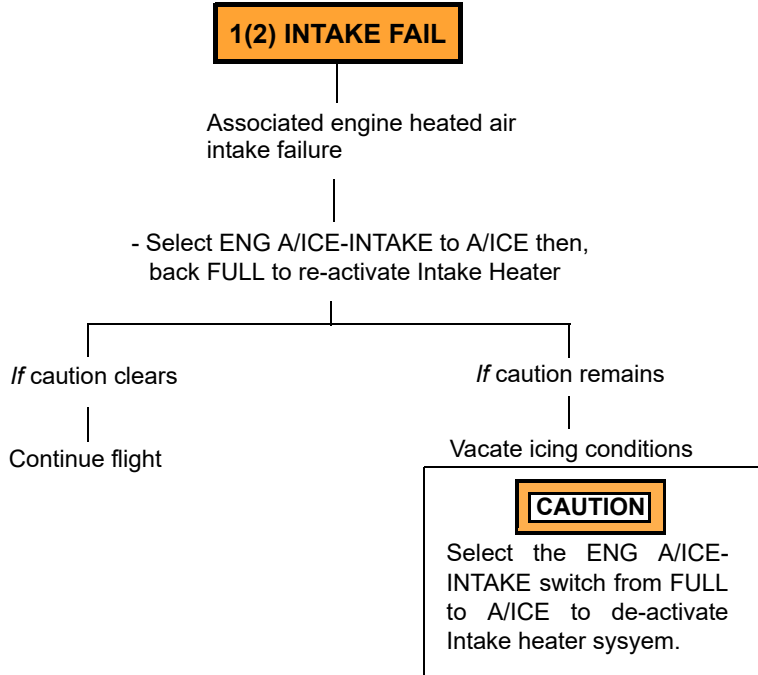 1(2) INTAKE FAIL
Associated engine heated air
intake failure
- Select ENG A/ICE-INTAKE to A/ICE then,
back FULL to re-activate Intake Heater
If caution clears
If caution remains
Continue flight
Vacate icing conditions
CAUTION
Select the ENG A/ICE-
INTAKE switch from FULL
to A/ICE to de-activate
Intake heater sysyem.